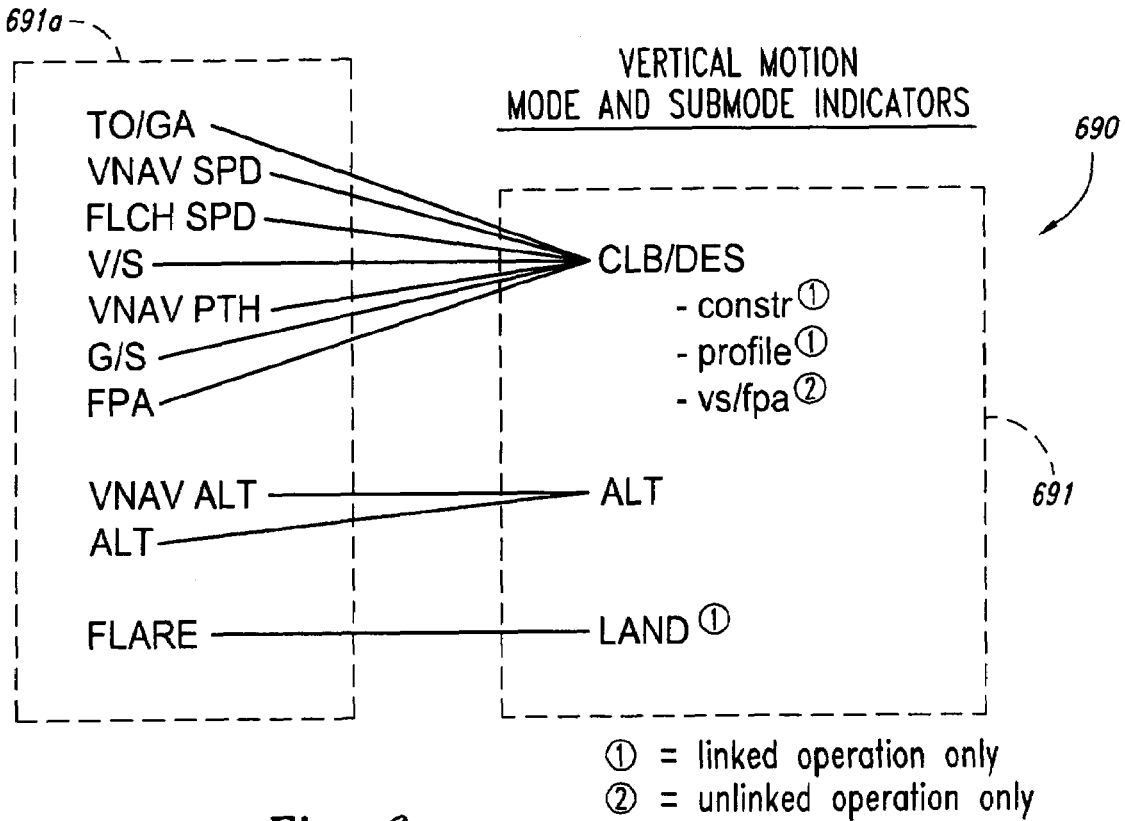 691a
VERTICAL MOTION
MODE AND SUBMODE INDICATORS
690
TO/GA
VNAV SPD
FLCH SPD
V/S
VNAV PTH
G/S
FPA
VNAV ALT
ALT
FLARE
CLB/DES
- constr ①
- profile ①
- vs/fpa ②
ALT
LAND ①
691
① = linked operation only
② = unlinked operation only